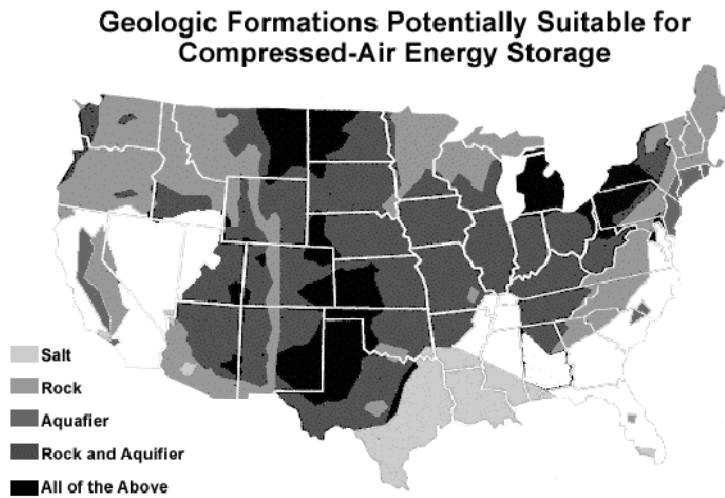 Geologic Formations Potentially Suitable for
Compressed-Air Energy Storage
Salt
Rock
Aquafier
Rock and Aquifier
All of the Above